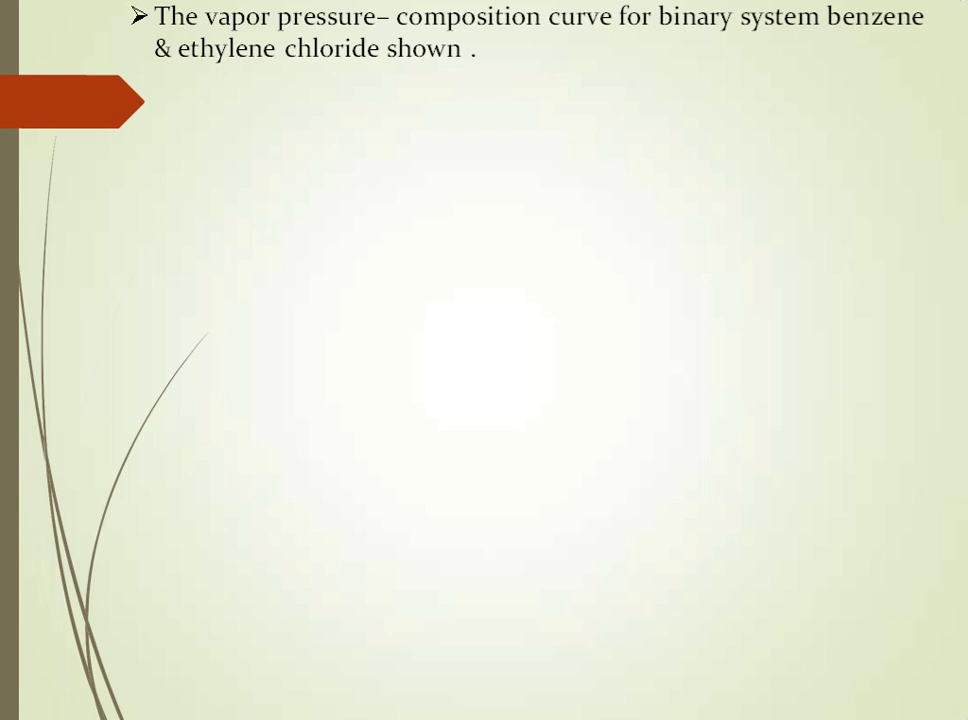 ➢ The vapor pressure– composition curve for binary system benzene
& ethylene chloride shown .